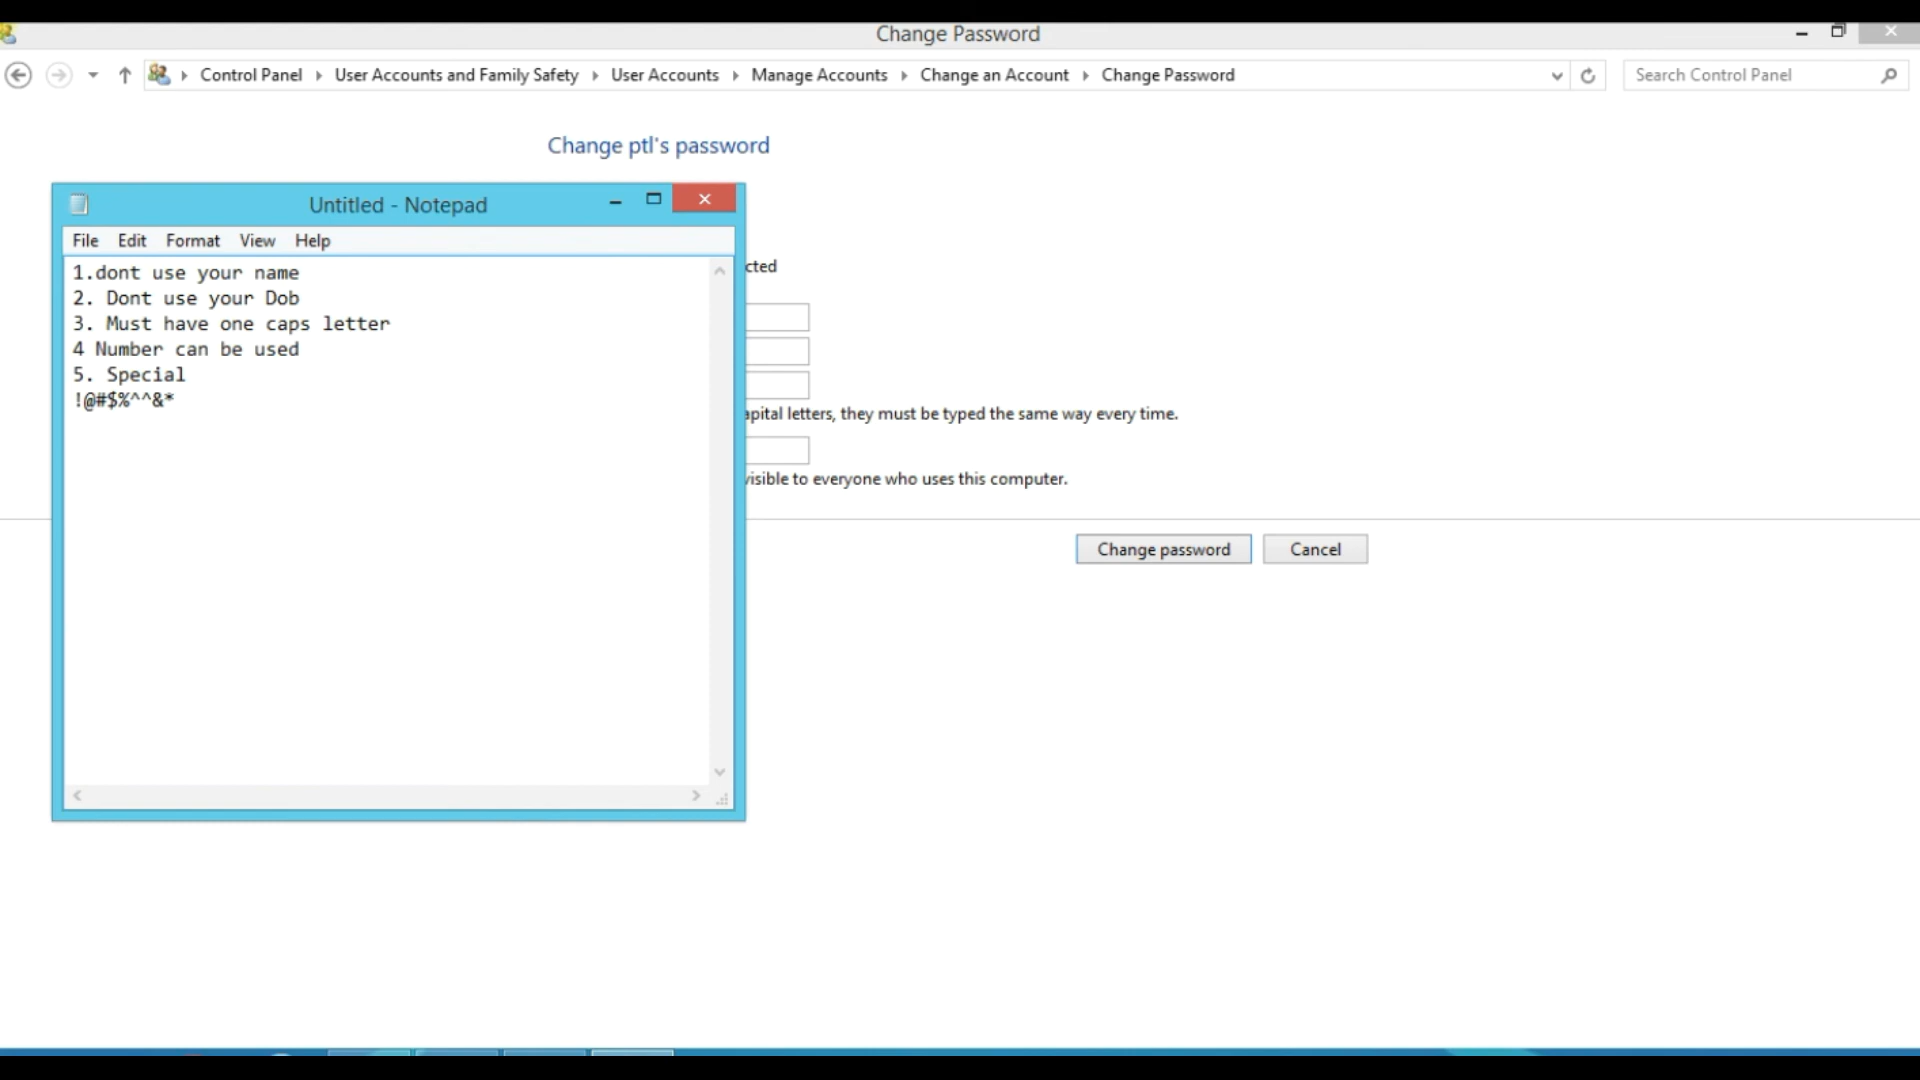 Change Password
Control Panel User Accounts and Family Safety User Accounts Manage Accounts Change an Account Change Password
Search Control Panel
Change ptl's password
Untitled - Notepad
File Edit Format View Help
1.dont use your name
2. Dont use your Dob
3. Must have one caps letter
4 Number can be used
5. Special
!@#$%^^&*
cted
apital letters, they must be typed the same way every time.
visible to everyone who uses this computer.
Change password Cancel